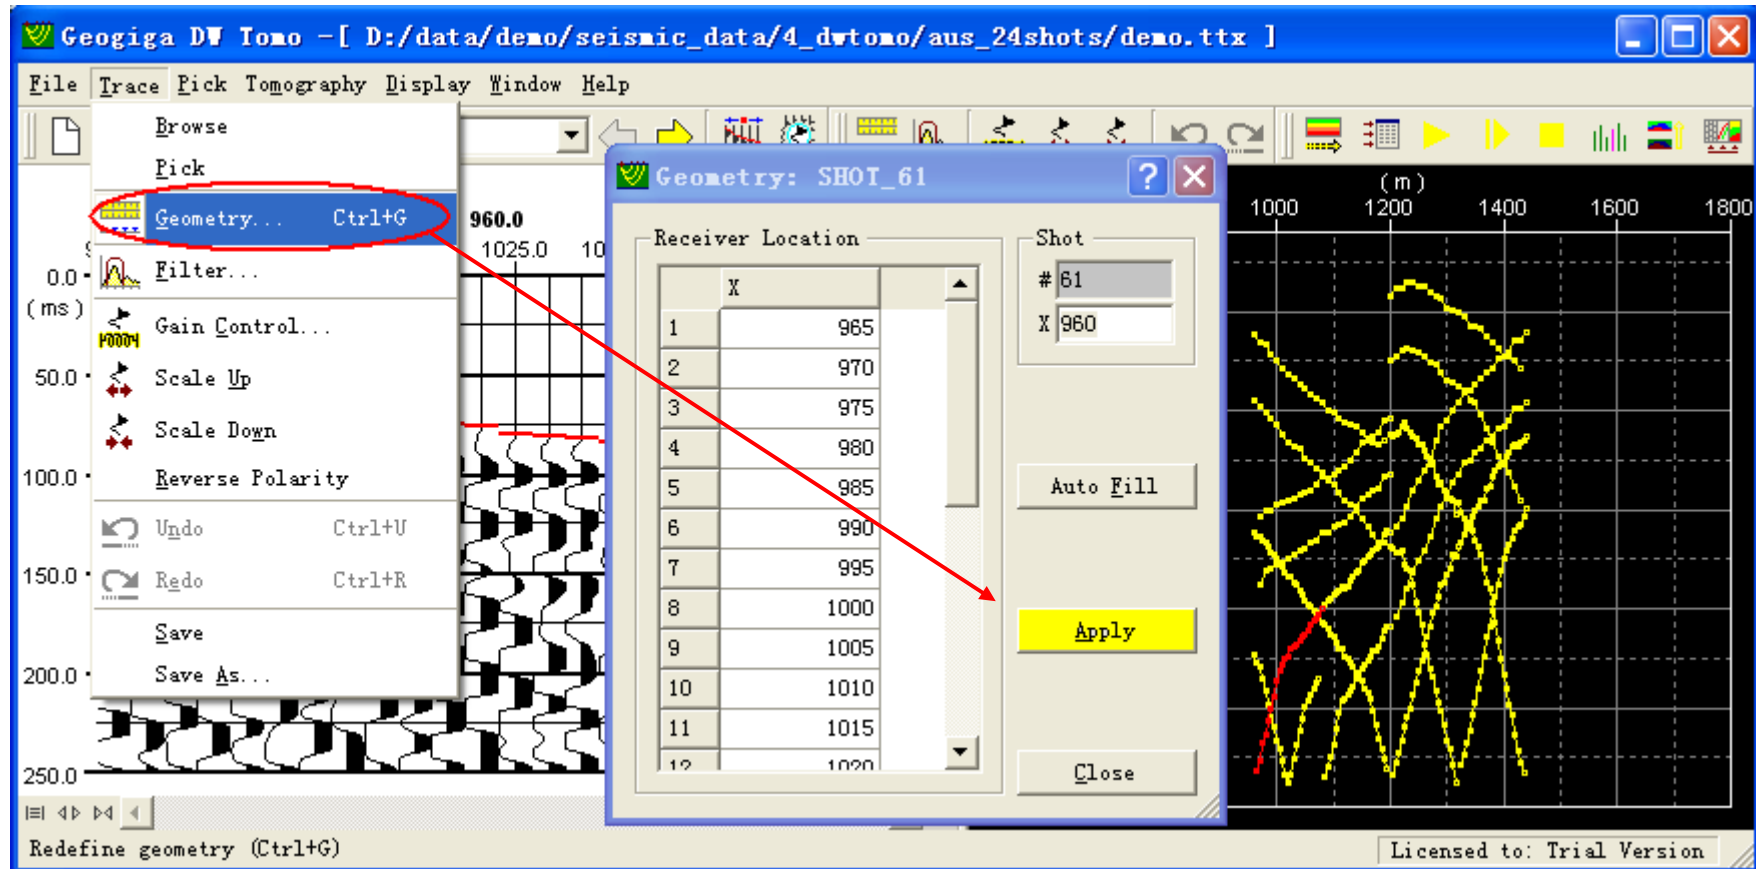 Geogiga DW Tomo -[ D:/data/demo/seismic_data/4_dwtomo/aus_24shots/demo.ttx ]
File Trace Pick Tomography Display Window Help
Browse
Pick
Geometry... Ctrl+G
Filter...
Gain Control...
Scale Up
Scale Down
Reverse Polarity
Undo Ctrl+U
Redo Ctrl+R
Save
Save As...
960.0
1025.0
0.0
(ms)
50.0
100.0
150.0
200.0
250.0
Geometry: SHOT_61
Receiver Location
X
1 965
2 970
3 975
4 980
5 985
6 990
7 995
8 1000
9 1005
10 1010
11 1015
12 1020
Shot
# 61
X 960
Auto Fill
Apply
Close
(m)
1000 1200 1400 1600 1800
Redefine geometry (Ctrl+G)
Licensed to: Trial Version